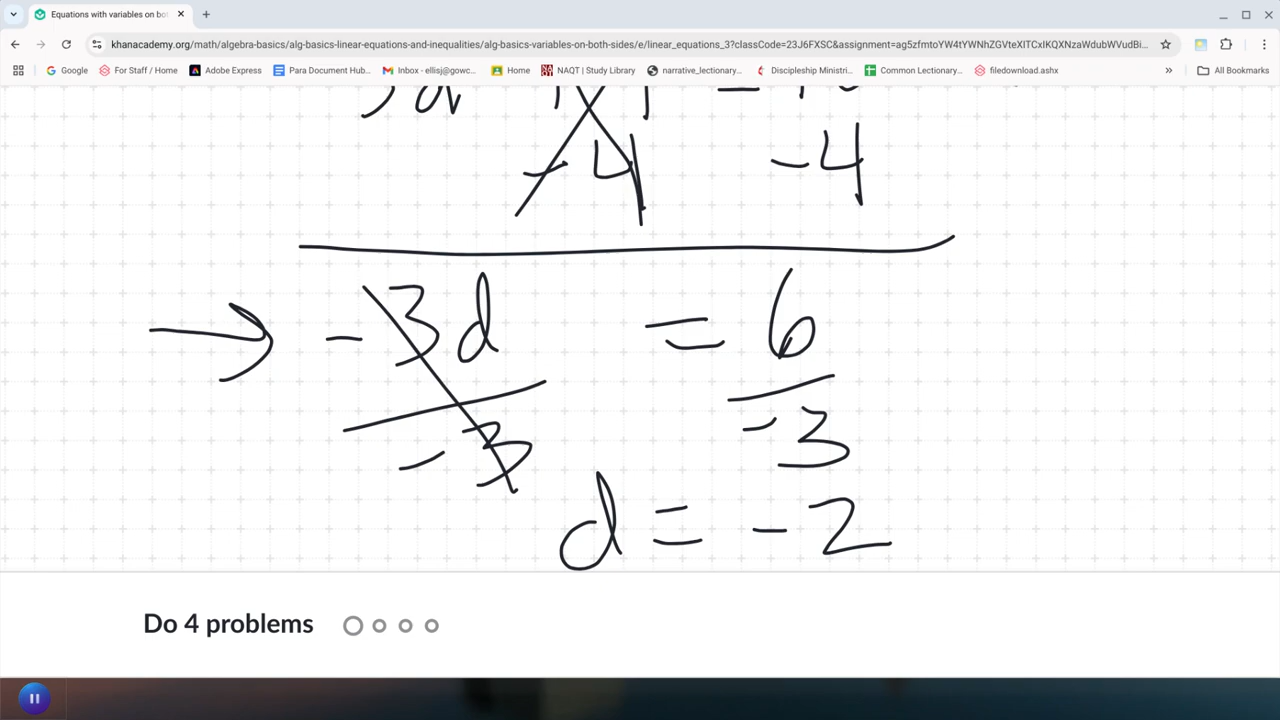 Equations with variables on bot
khanacademy.org/math/algebra-basics/alg-basics-linear-equations-and-inequalities/alg-basics-variables-on-both-sides/e/linear_equations_3?classCode=23J6FXSC&assignment=ag5zfmtoYW4tYWNhZGVteXITCxIKQXNzaWdubWVudBi...
Google For Staff / Home Adobe Express Para Document Hub... Inbox - ellisj@gowc... Home NAQT | Study Library narrative_lectionary... Discipleship Ministri... Common Lectionary... filedownload.ashx » All Bookmarks
- 4 - 4
- 3d = 6
- 3 - 3
d = - 2
Do 4 problems